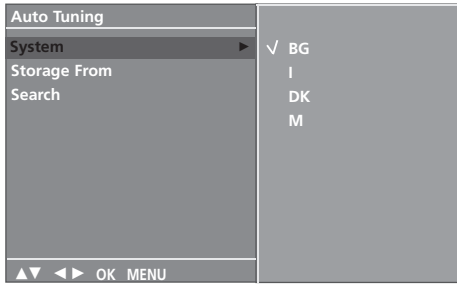 Auto Tuning
System ►
Storage From
Search
√ BG
I
DK
M
▲▼ ◄► OK MENU